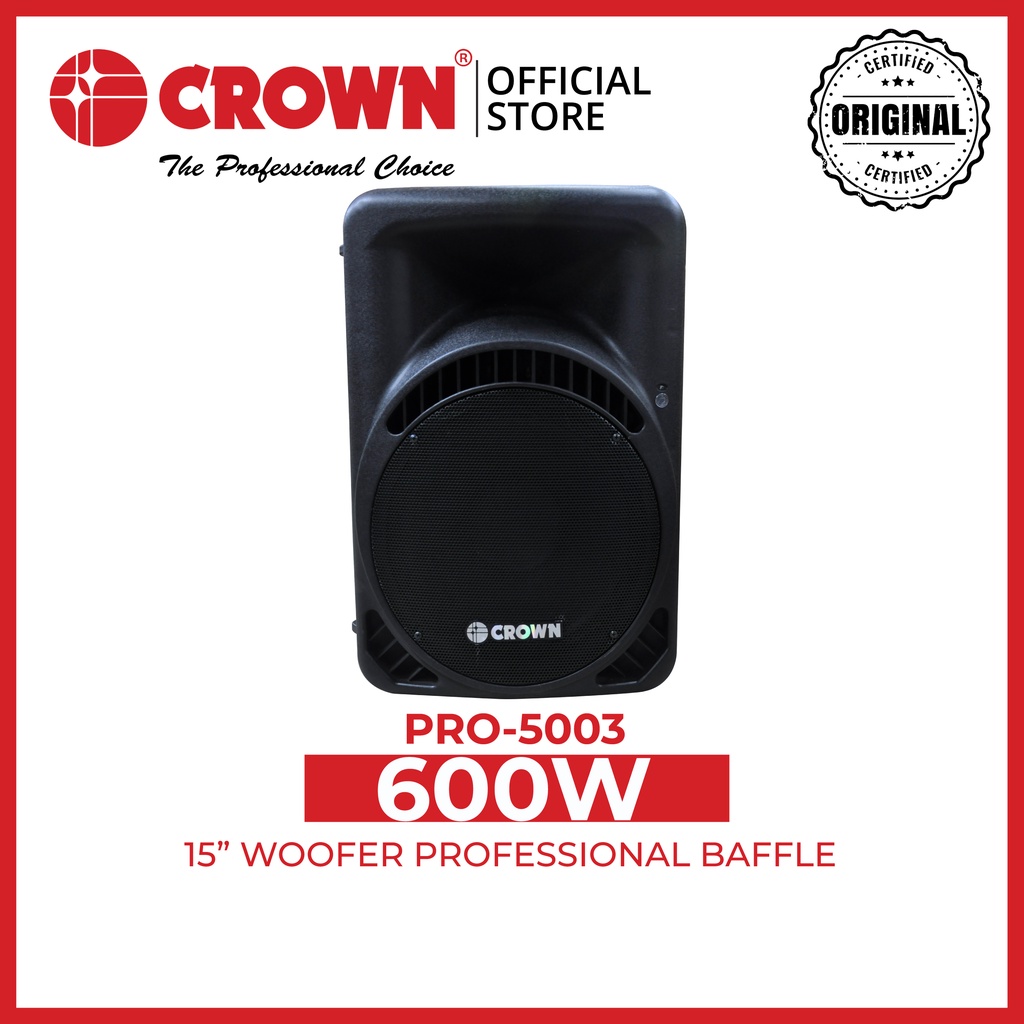 CROWN®
OFFICIAL
STORE
The Professional Choice
CERTIFIED
ORIGINAL
CERTIFIED
CROWN
PRO-5003
600W
15” WOOFER PROFESSIONAL BAFFLE